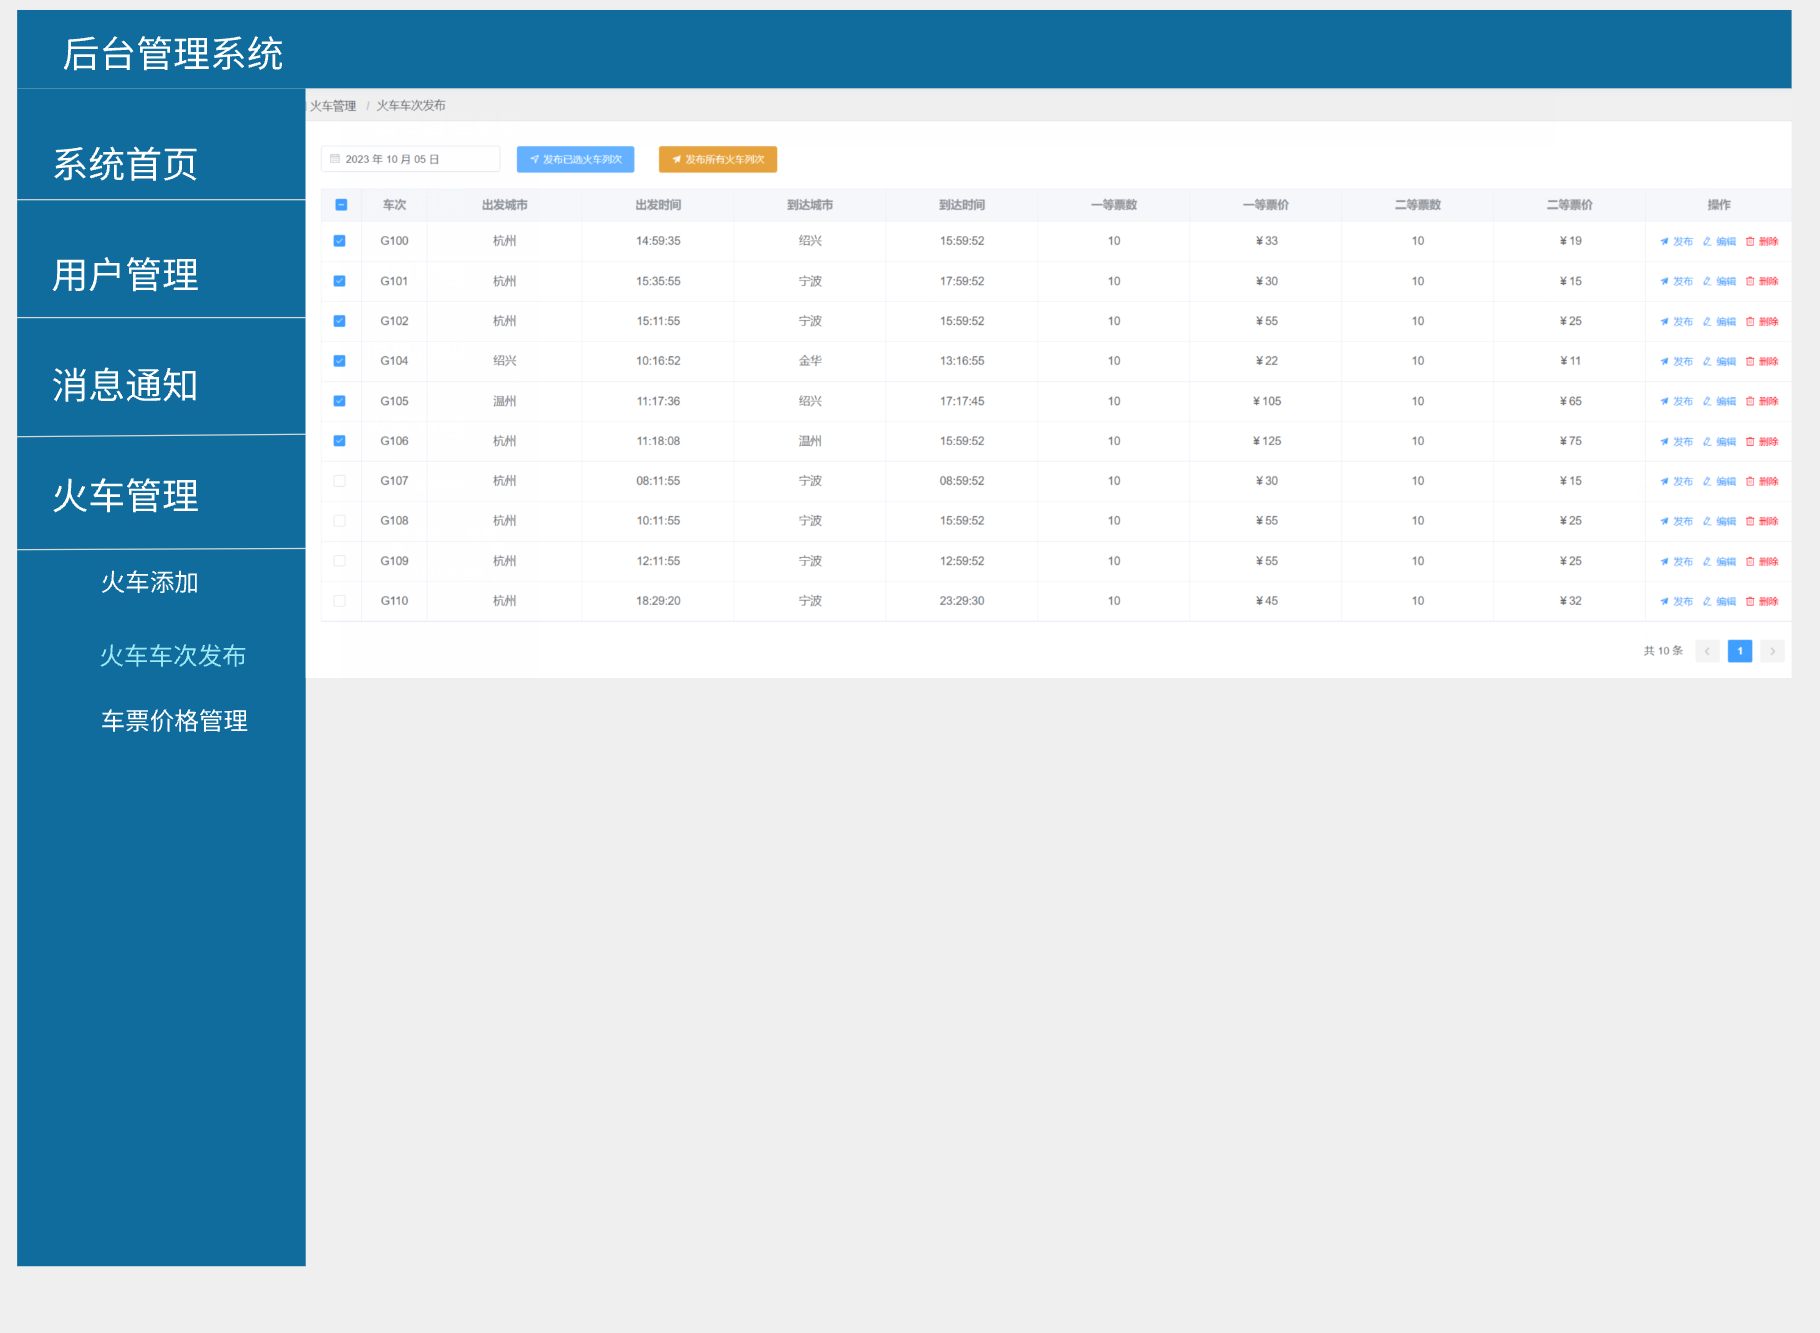 后台管理系统
系统首页
用户管理
消息通知
火车管理
火车添加
火车车次发布
车票价格管理
火车管理 / 火车车次发布
2023 年 10 月 05 日 发布已选火车列次 发布所有火车列次
车次 出发城市 出发时间 到达城市 到达时间 一等票数 一等票价 二等票数 二等票价 操作
G100 杭州 14:59:35 绍兴 15:59:52 10 ¥33 10 ¥19 发布 编辑 删除
G101 杭州 15:35:55 宁波 17:59:52 10 ¥30 10 ¥15 发布 编辑 删除
G102 杭州 15:11:55 宁波 15:59:52 10 ¥55 10 ¥25 发布 编辑 删除
G104 绍兴 10:16:52 金华 13:16:55 10 ¥22 10 ¥11 发布 编辑 删除
G105 温州 11:17:36 绍兴 17:17:45 10 ¥105 10 ¥65 发布 编辑 删除
G106 杭州 11:18:08 温州 15:59:52 10 ¥125 10 ¥75 发布 编辑 删除
G107 杭州 08:11:55 宁波 08:59:52 10 ¥30 10 ¥15 发布 编辑 删除
G108 杭州 10:11:55 宁波 15:59:52 10 ¥55 10 ¥25 发布 编辑 删除
G109 杭州 12:11:55 宁波 12:59:52 10 ¥55 10 ¥25 发布 编辑 删除
G110 杭州 18:29:20 宁波 23:29:30 10 ¥45 10 ¥32 发布 编辑 删除
共 10 条 1